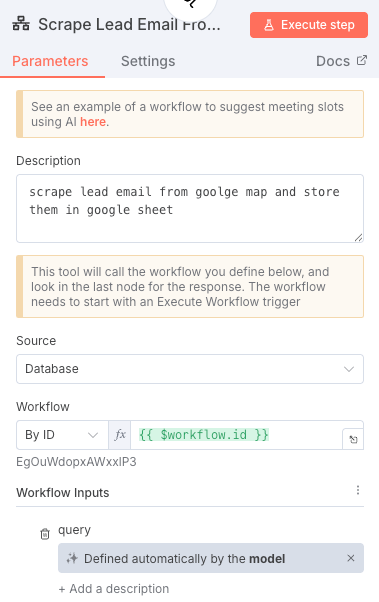 Scrape Lead Email Fro...
Execute step
Parameters
Settings
Docs
See an example of a workflow to suggest meeting slots
using AI here.
Description
scrape lead email from goolge map and store
them in google sheet
This tool will call the workflow you define below, and
look in the last node for the response. The workflow
needs to start with an Execute Workflow trigger
Source
Database
Workflow
By ID
fx
{{ $workflow.id }}
EgOuWdopxAWxxlP3
Workflow Inputs
query
Defined automatically by the model
+ Add a description